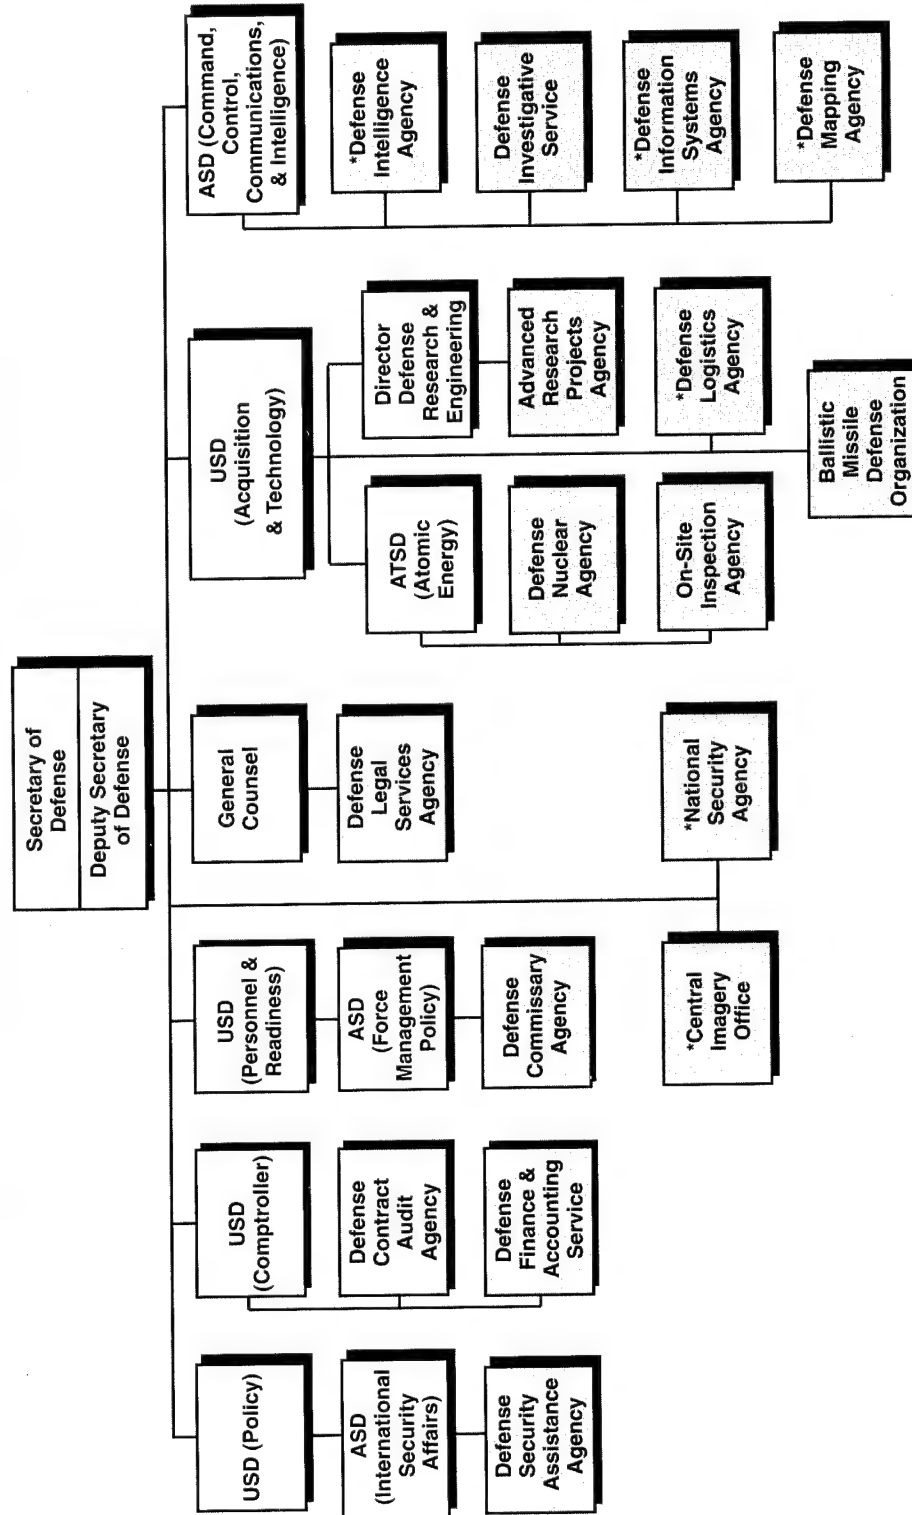 Secretary of
Defense
Deputy Secretary
of Defense
USD (Policy)
ASD
(International
Security
Affairs)
Defense
Security
Assistance
Agency
USD
(Comptroller)
Defense
Contract
Audit
Agency
Defense
Finance &
Accounting
Service
USD
(Personnel &
Readiness)
ASD
(Force
Management
Policy)
Defense
Commissary
Agency
*Central
Imagery
Office
*National
Security
Agency
General
Counsel
Defense
Legal
Services
Agency
USD
(Acquisition
& Technology)
ATSD
(Atomic
Energy)
Defense
Nuclear
Agency
On-Site
Inspection
Agency
Director
Defense
Research &
Engineering
Advanced
Research
Projects
Agency
*Defense
Logistics
Agency
Ballistic
Missile
Defense
Organization
ASD (Command,
Control,
Communications,
& Intelligence)
*Defense
Intelligence
Agency
Defense
Investigative
Service
*Defense
Information
Systems
Agency
*Defense
Mapping
Agency